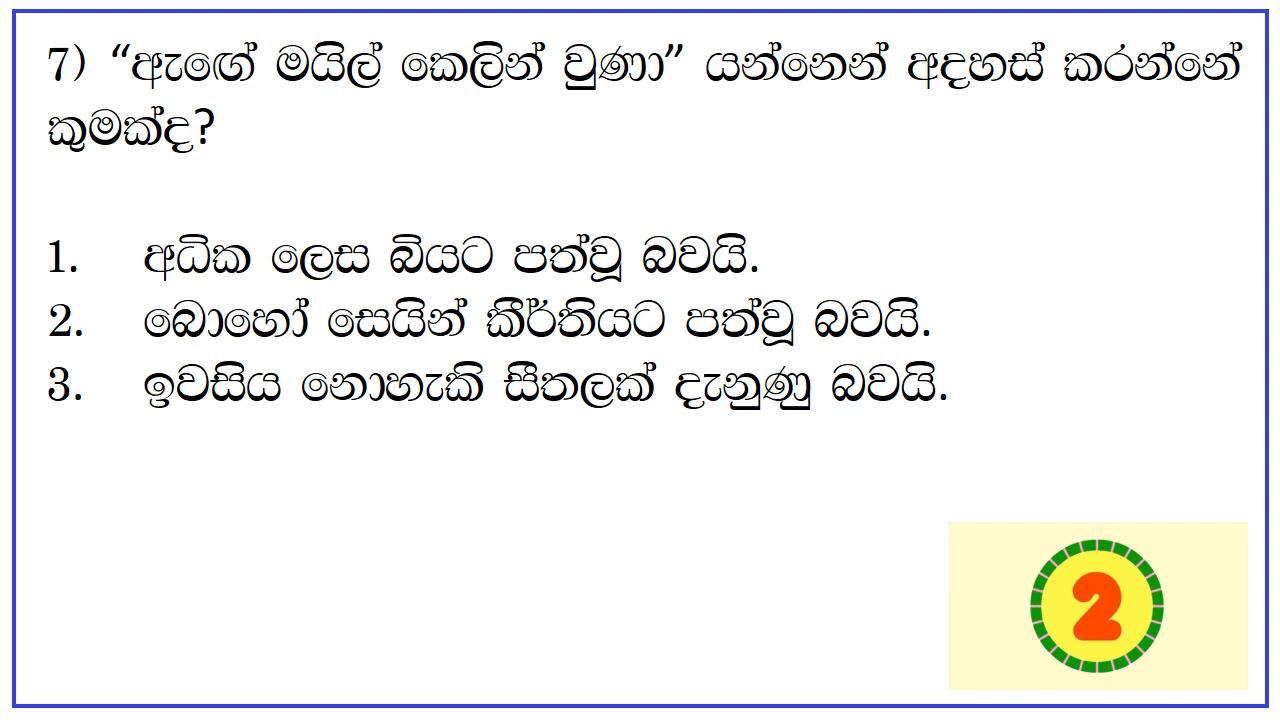 7) “ඇඟේ මයිල් කෙලින් වුණා” යන්නෙන් අදහස් කරන්නේ
කුමක්ද?
1. අධික ලෙස බියට පත්වූ බවයි.
2. බොහෝ සෙයින් කීර්තියට පත්වූ බවයි.
3. ඉවසිය නොහැකි සීතලක් දැනුණු බවයි.
2